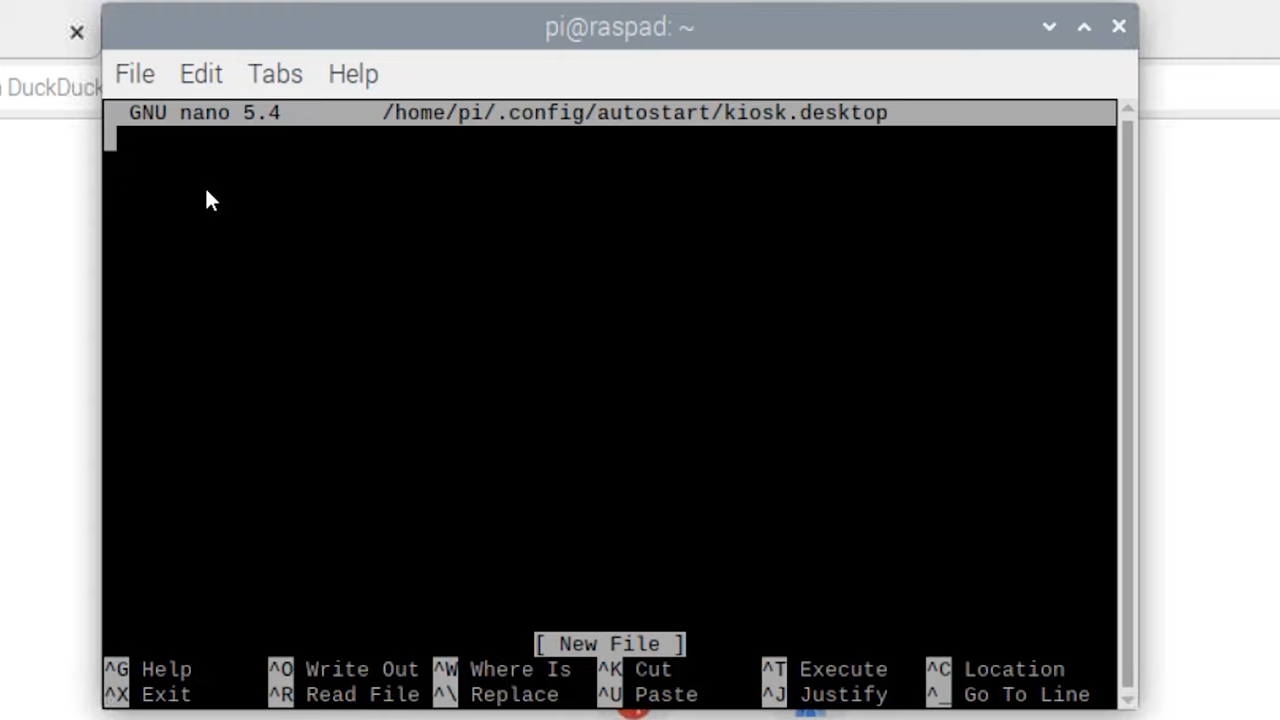 pi@raspad: ~
DuckDuck
File Edit Tabs Help
GNU nano 5.4 /home/pi/.config/autostart/kiosk.desktop
[ New File ]
^G Help ^O Write Out ^W Where Is ^K Cut ^T Execute ^C Location
^X Exit ^R Read File ^\ Replace ^U Paste ^J Justify ^_ Go To Line